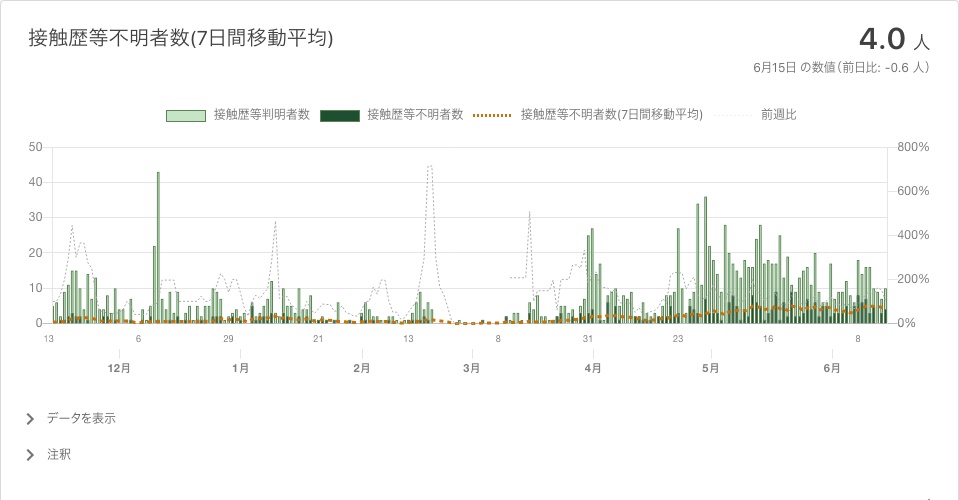 接触歴等不明者数(7日間移動平均)
4.0 人
6月15日 の数値(前日比: -0.6 人)
接触歴等判明者数 接触歴等不明者数 接触歴等不明者数(7日間移動平均) 前週比
50 800%
40 600%
30
400%
20
200%
10
0 0%
13 6 29 21 13 8 31 23 16 8
12月 1月 2月 3月 4月 5月 6月
データを表示
注釈